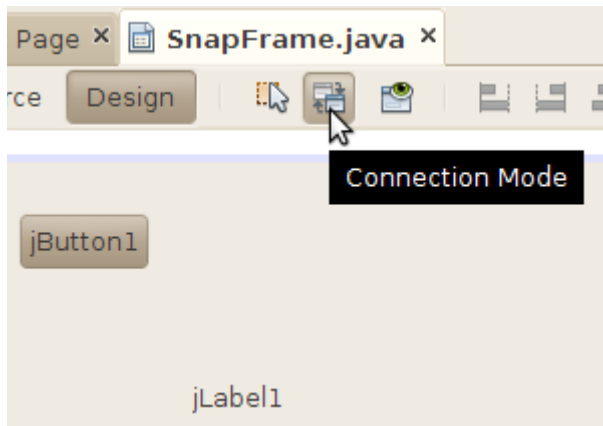 Page SnapFrame.java
rce Design
Connection Mode
jButton1
jLabel1